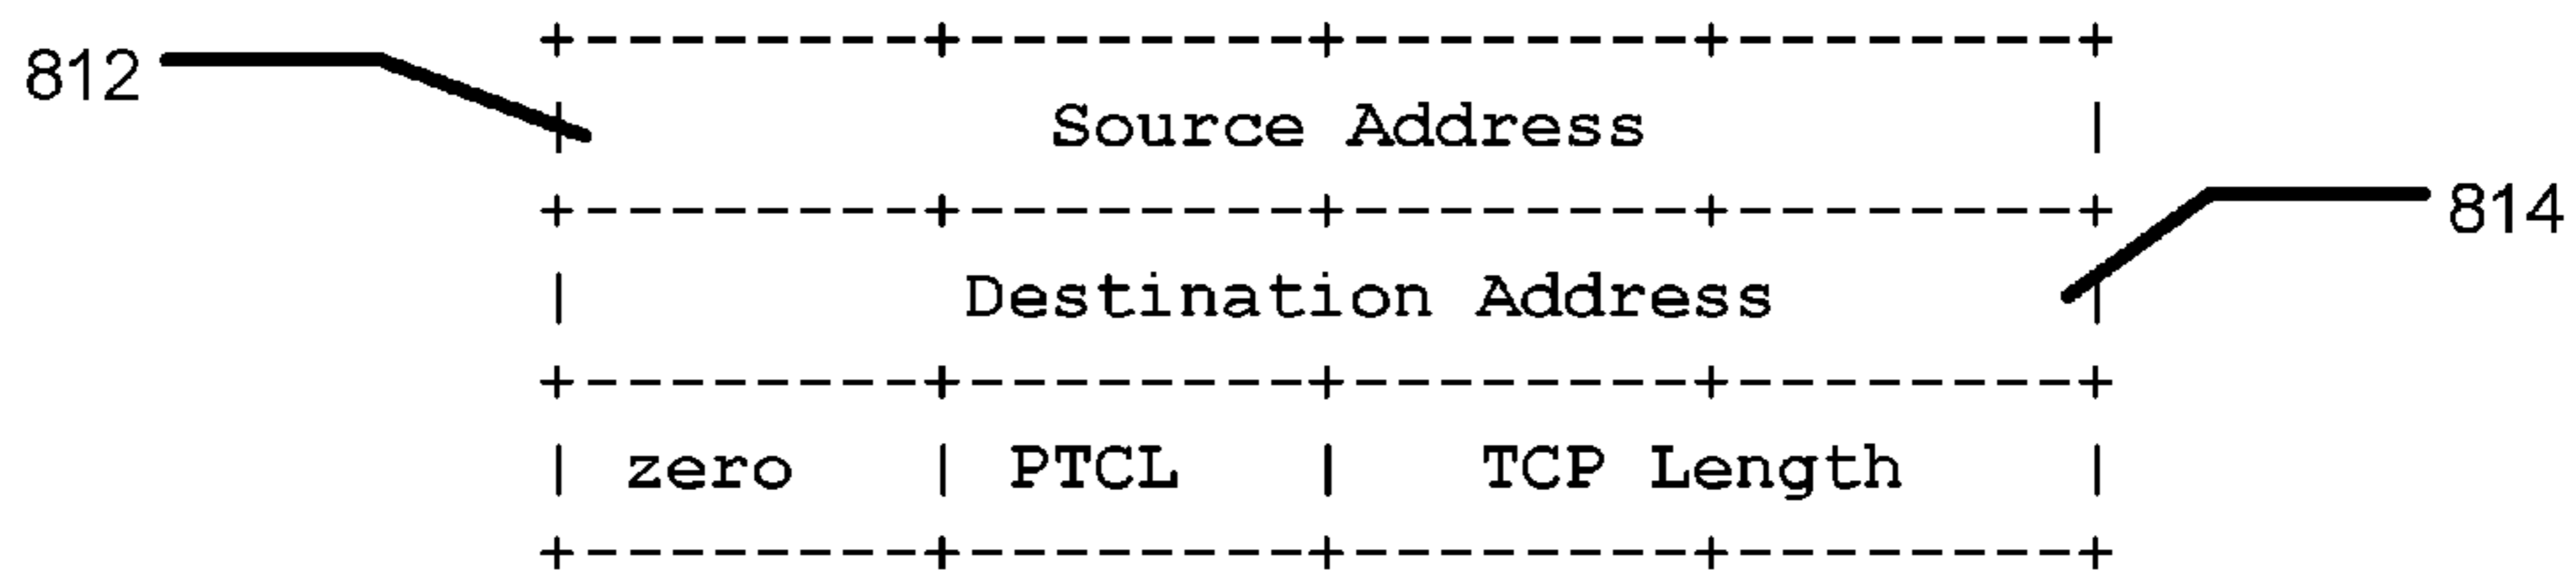 +--------+--------+--------+--------+
812 | Source Address |
+--------+--------+--------+--------+ 814
| Destination Address |
+--------+--------+--------+--------+
| zero | PTCL | TCP Length |
+--------+--------+--------+--------+